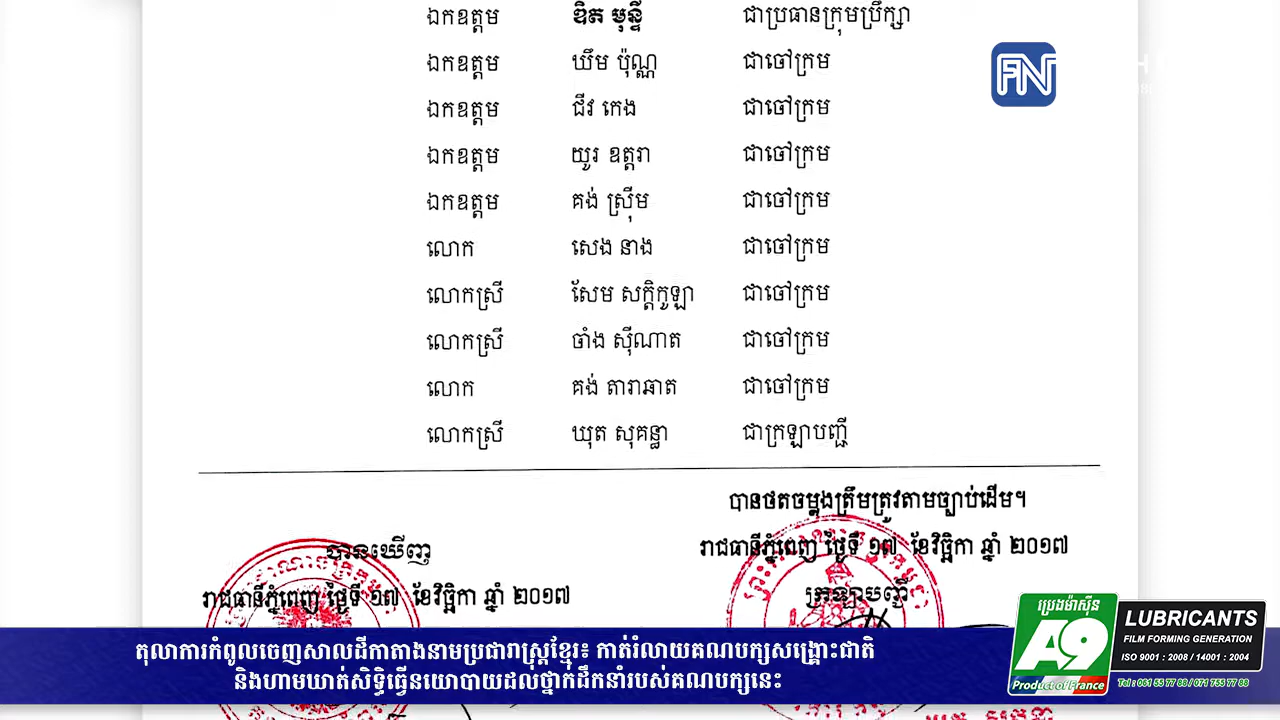 ឯកឧត្តម ឌិត មុន្ទី ជាប្រធានក្រុមប្រឹក្សា
ឯកឧត្តម ឃឹម ប៉ុណ្ណ ជាចៅក្រម
ឯកឧត្តម ជីវ កេង ជាចៅក្រម
ឯកឧត្តម យូរ ឧត្តរា ជាចៅក្រម
ឯកឧត្តម គង់ ស្រ៊ីម ជាចៅក្រម
លោក សេង នាង ជាចៅក្រម
លោកស្រី សែម សក្តិកូឡា ជាចៅក្រម
លោកស្រី ចាំង ស៊ីណាត ជាចៅក្រម
លោក គង់ តារាឆាត ជាចៅក្រម
លោកស្រី ឃុត សុគន្ធា ជាក្រឡាបញ្ជី
បានថតចម្លងត្រឹមត្រូវតាមច្បាប់ដើម។
រាជធានីភ្នំពេញ ថ្ងៃទី ១៧ ខែវិច្ឆិកា ឆ្នាំ ២០១៧
ក្រឡាបញ្ជី
បានឃើញ
រាជធានីភ្នំពេញ ថ្ងៃទី ១៧ ខែវិច្ឆិកា ឆ្នាំ ២០១៧
តុលាការកំពូលចេញសាលដីកាតាងនាមប្រជារាស្ត្រខ្មែរ៖ កាត់រំលាយគណបក្សសង្គ្រោះជាតិ
និងហាមឃាត់សិទ្ធិធ្វើនយោបាយដល់ថ្នាក់ដឹកនាំរបស់គណបក្សនេះ
FN
ប្រេងម៉ាស៊ីន
A9
Product of France
LUBRICANTS
FILM FORMING GENERATION
ISO 9001 : 2008 / 14001 : 2004
Tel : 061 55 77 88 / 071 755 77 88